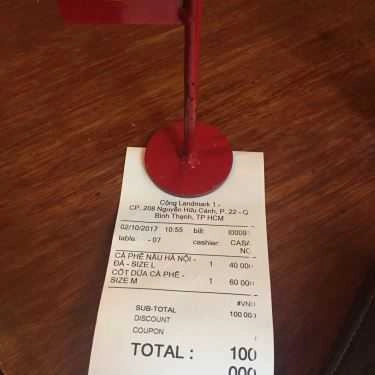 Cộng Landmark 1 -
CP. 208 Nguyễn Hữu Cảnh, P. 22 - Q
Bình Thạnh, TP HCM
02/10/2017 10:55 bill:
table: - 07 cashier:
CÀ PHÊ NÂU HÀ NỘI - 1 40 00
ĐÁ - SIZE L
CỐT DỪA CÀ PHÊ - 1 60 00
SIZE M
#VN
SUB-TOTAL 100 00
DISCOUNT
COUPON
TOTAL : 100
000